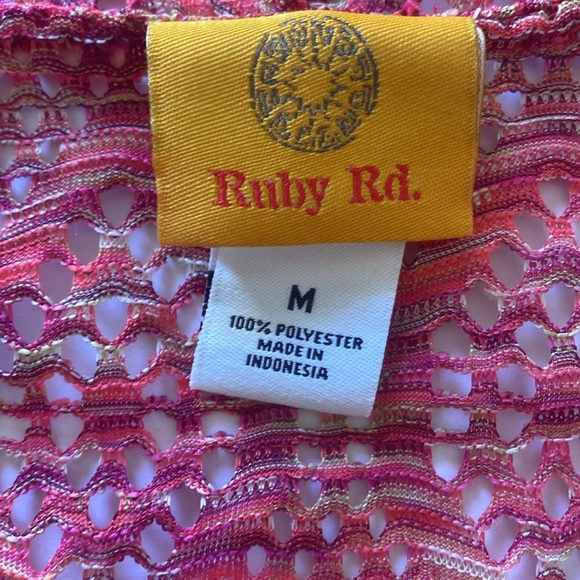 Ruby Rd.
M
100% POLYESTER
MADE IN
INDONESIA